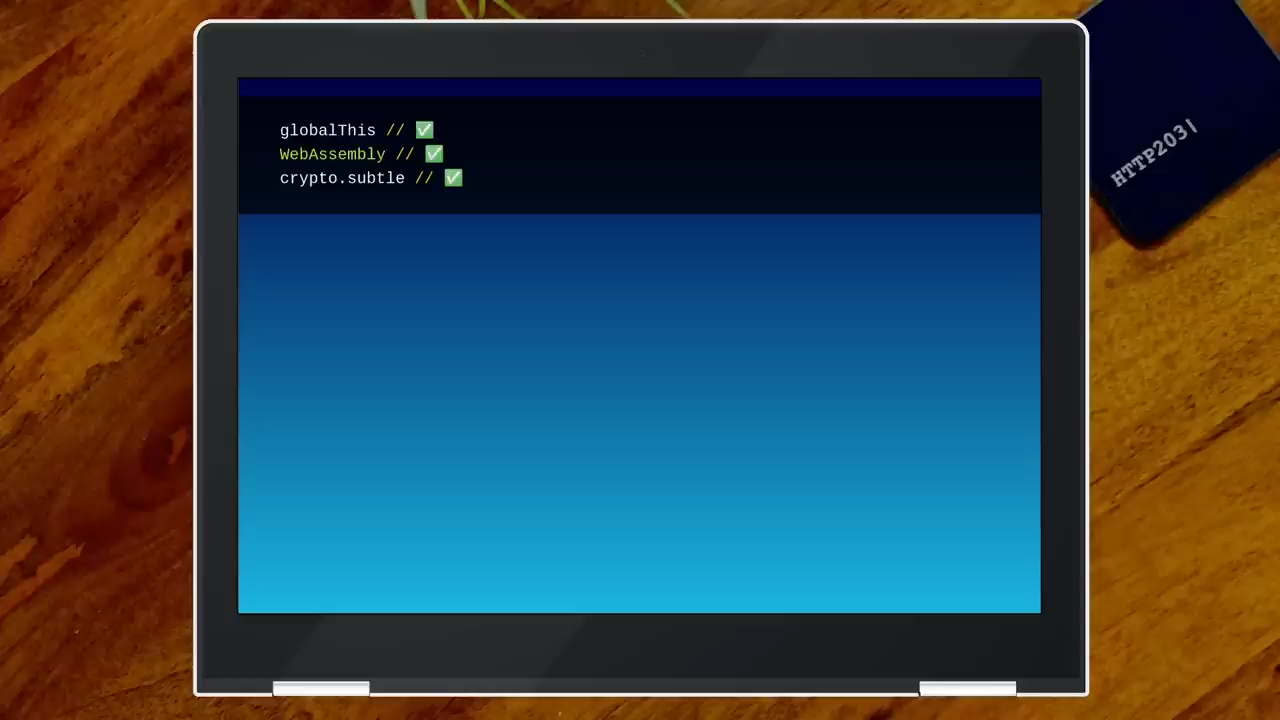 globalThis // ✅
WebAssembly // ✅
crypto.subtle // ✅
HTTP203|